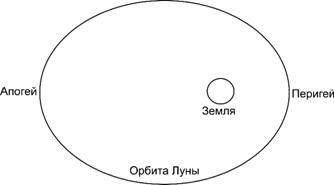 Апогей
Перигей
Земля
Орбита Луны